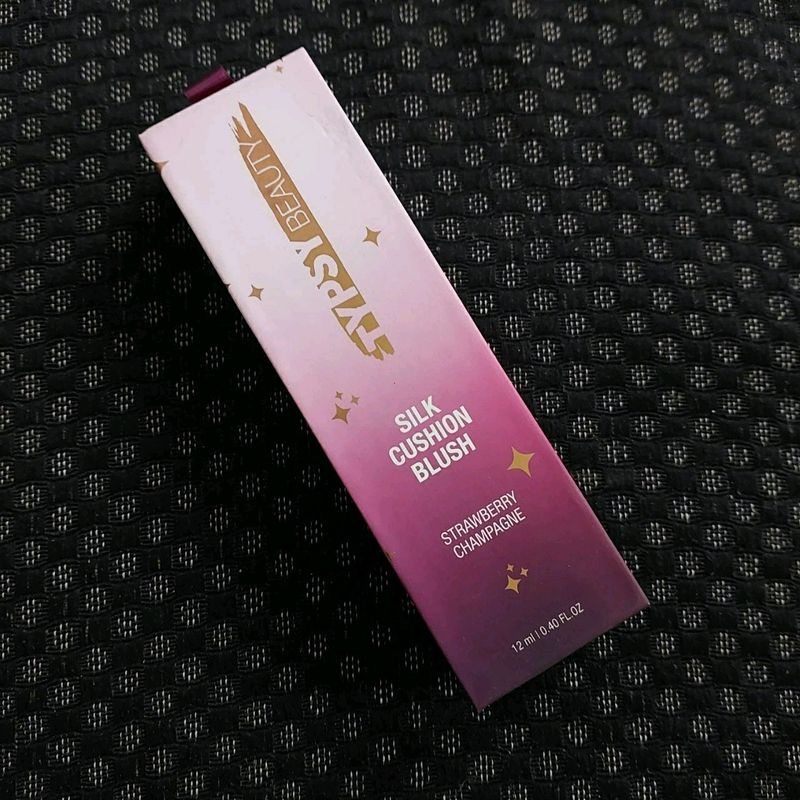 TYPSY BEAUTY
SILK
CUSHION
BLUSH
STRAWBERRY
CHAMPAGNE
12 ml | 0.40 FL.OZ